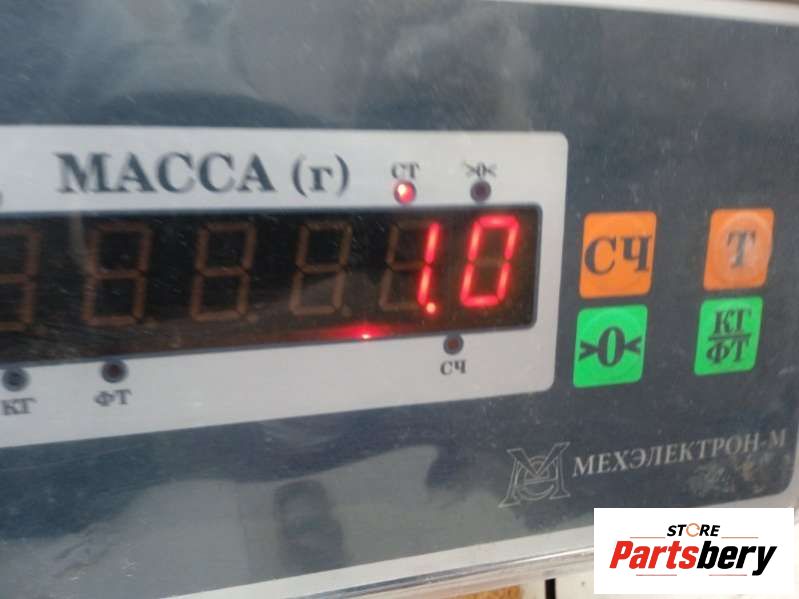 МАССА (г)
СТ
>0<
1.0
СЧ
Т
>0<
КГ
ФТ
КГ
ФТ
СЧ
МЕХЭЛЕКТРОН-М
STORE
Partsbery